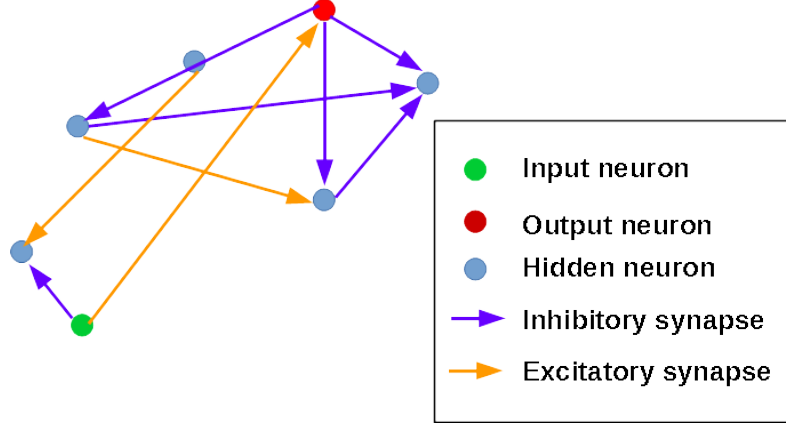 Input neuron
Output neuron
Hidden neuron
Inhibitory synapse
Excitatory synapse